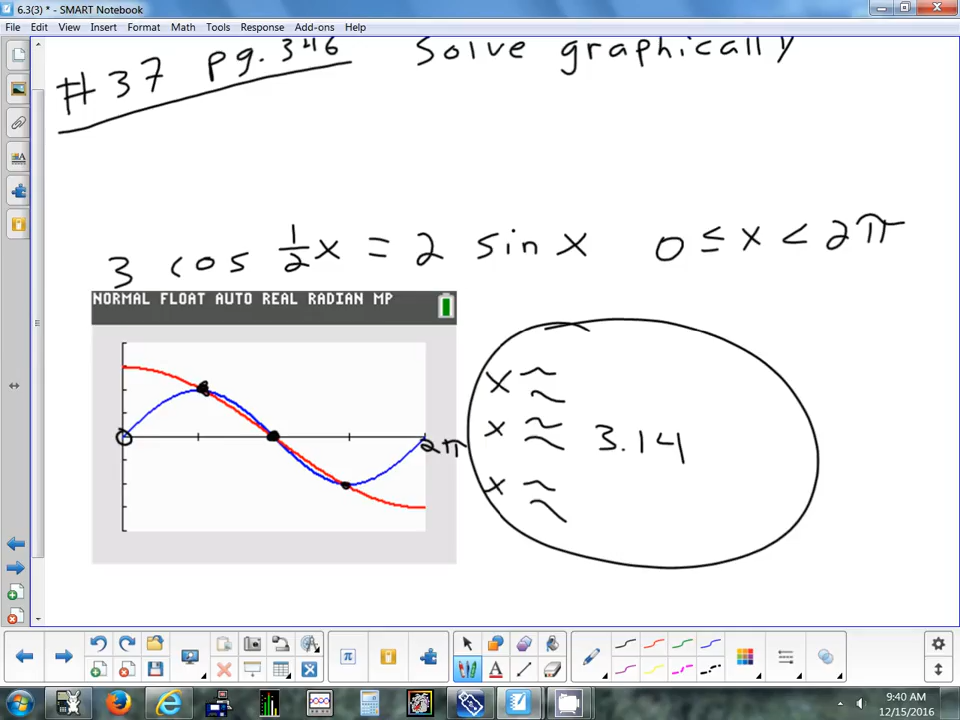 6.3(3) * - SMART Notebook
File Edit View Insert Format Math Tools Response Add-ons Help
#37 pg. 346 Solve graphically
3 cos 1/2 x = 2 sin x 0 ≤ x < 2π
NORMAL FLOAT AUTO REAL RADIAN MP
x ≈
x ≈ 3.14
x ≈
0
2π
9:40 AM
12/15/2016